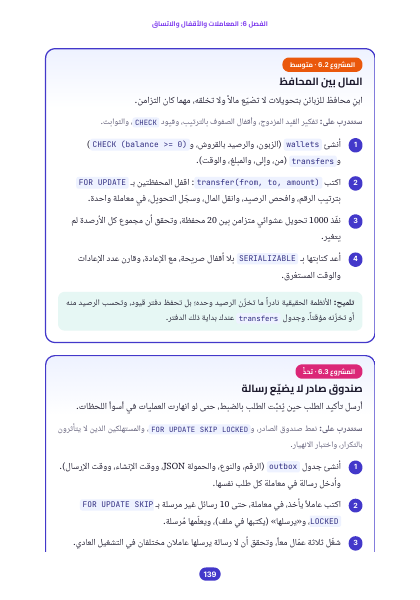 الفصل 6: المعاملات والأقفال والاتساق
المشروع 6.2 · متوسط
المال بين المحافظ
ابنِ محافظ للزبائن بتحويلات لا تضيّع مالاً ولا تخلقه، مهما كان التزامن.
ستتدرب على: تفكير القيد المزدوج، وأقفال الصفوف بالترتيب، وقيود CHECK، والثوابت.
1 أنشئ wallets (الزبون، والرصيد بالقروش، و CHECK (balance >= 0))
و transfers (من، وإلى، والمبلغ، والوقت).
2 اكتب transfer(from, to, amount): اقفل المحفظتين بـ FOR UPDATE
بترتيب الرقم، وافحص الرصيد، وانقل المال، وسجّل التحويل، في معاملة واحدة.
3 نفّذ 1000 تحويل عشوائي متزامن بين 20 محفظة، وتحقق أن مجموع كل الأرصدة لم
يتغير.
4 أعد كتابتها بـ SERIALIZABLE بلا أقفال صريحة، مع الإعادة، وقارن عدد الإعادات
والوقت المستغرق.
تلميح: الأنظمة الحقيقية نادراً ما تخزّن الرصيد وحده؛ بل تحفظ دفتر قيود، وتحسب الرصيد منه
أو تخزّنه مؤقتاً. وجدول transfers عندك بداية ذلك الدفتر.
المشروع 6.3 · تحدٍّ
صندوق صادر لا يضيّع رسالة
أرسل تأكيد الطلب حين يُثبَّت الطلب بالضبط، حتى لو انهارت العمليات في أسوأ اللحظات.
ستتدرب على: نمط صندوق الصادر، و FOR UPDATE SKIP LOCKED، والمستهلكين الذين لا يتأثرون
بالتكرار، واختبار الانهيار.
1 أنشئ جدول outbox (الرقم، والنوع، والحمولة JSON، ووقت الإنشاء، ووقت الإرسال).
وأدخل رسالة في معاملة كل طلب نفسها.
2 اكتب عاملاً يأخذ، في معاملة، حتى 10 رسائل غير مرسلة بـ FOR UPDATE SKIP
LOCKED، و«يرسلها» (يكتبها في ملف)، ويعلّمها مُرسلة.
3 شغّل ثلاثة عمّال معاً، وتحقق أن لا رسالة يرسلها عاملان مختلفان في التشغيل العادي.
139